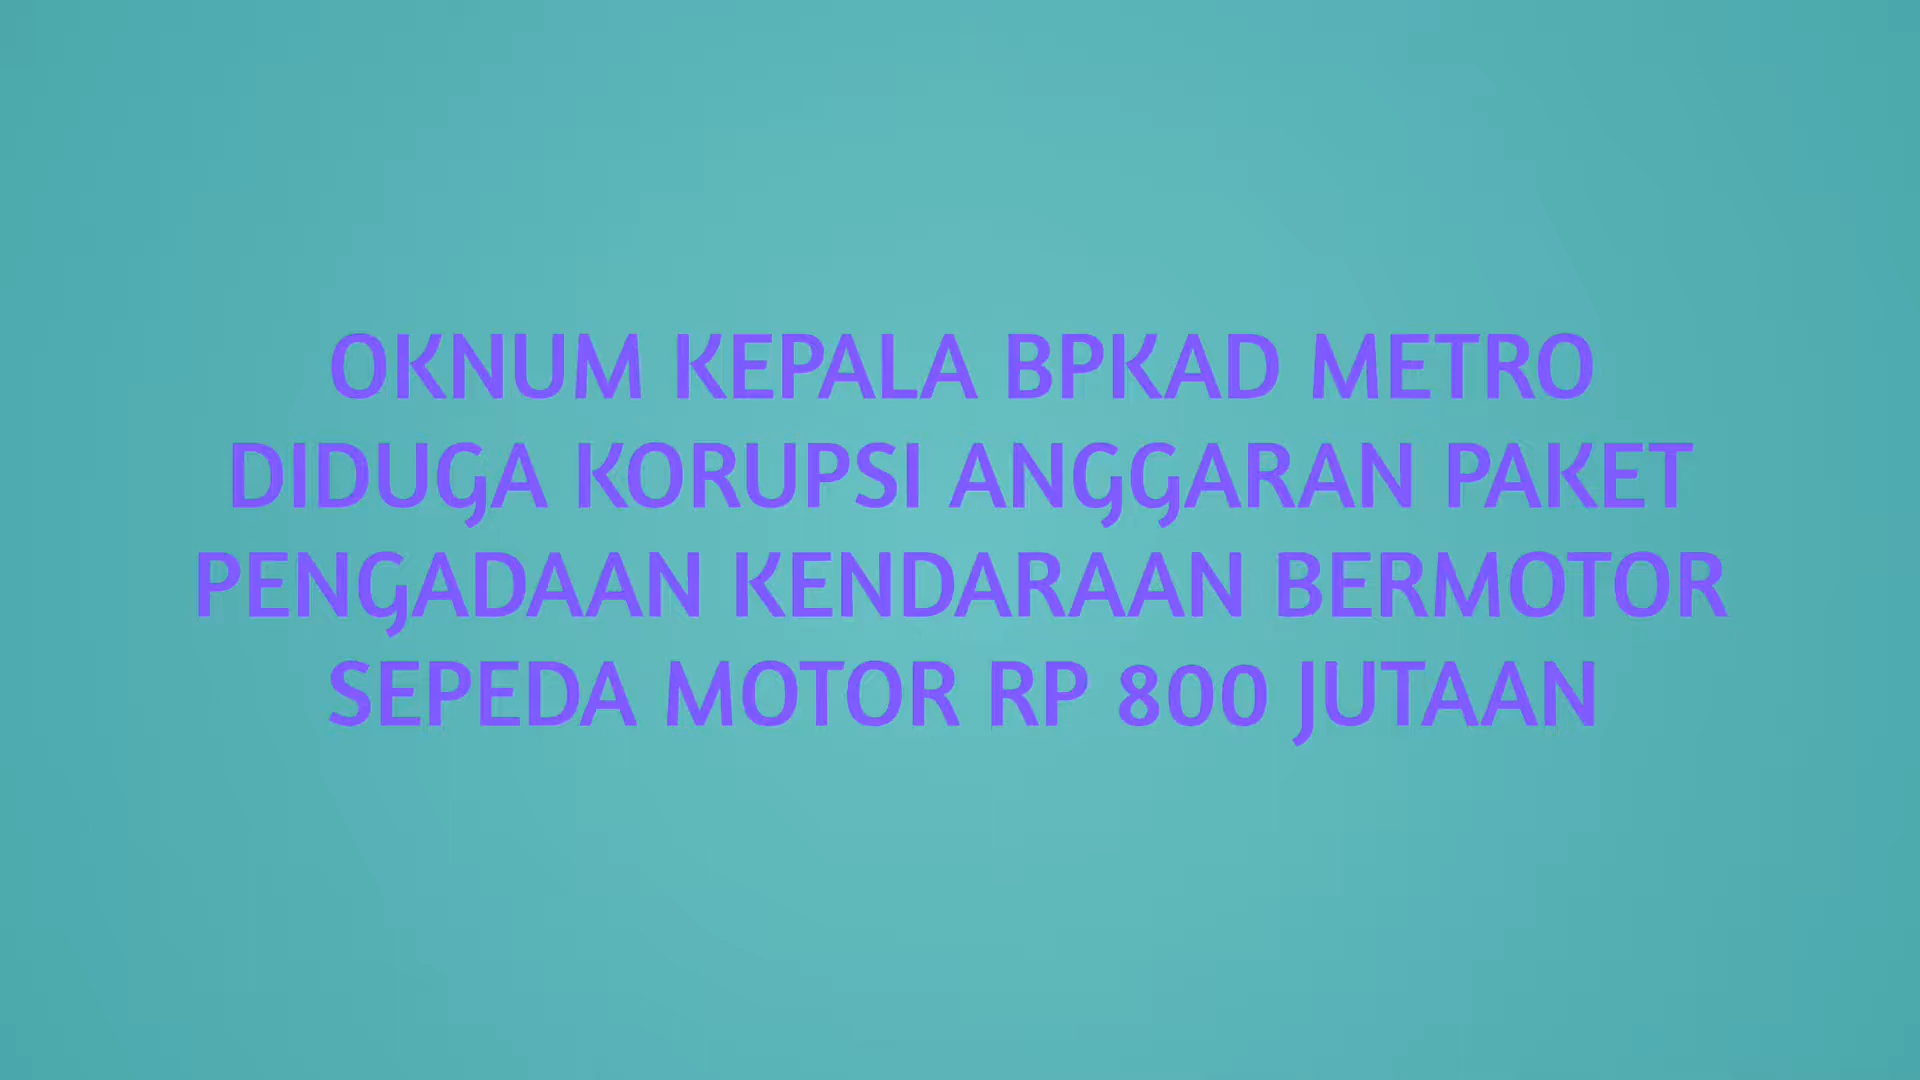 OKNUM KEPALA BPKAD METRO
DIDUGA KORUPSI ANGGARAN PAKET
PENGADAAN KENDARAAN BERMOTOR
SEPEDA MOTOR RP 800 JUTAAN